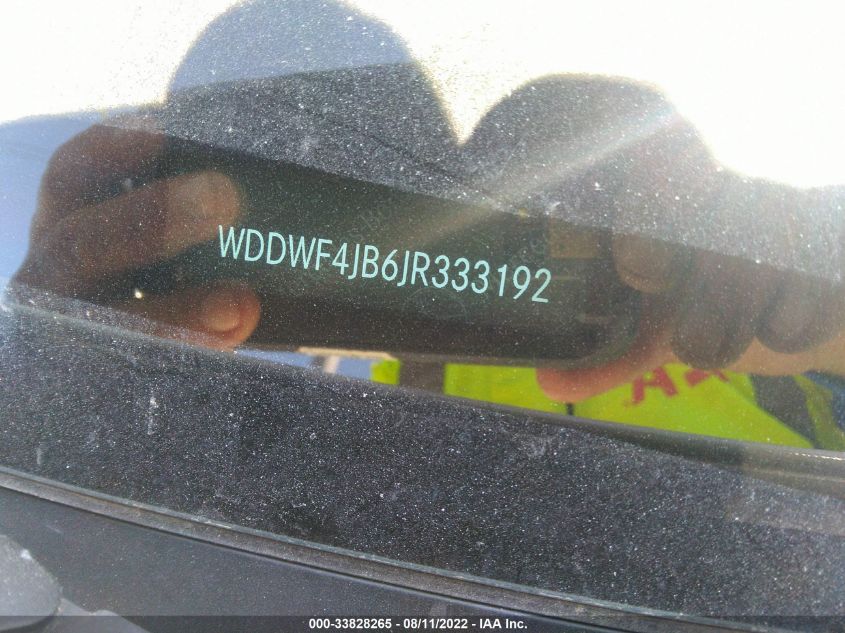 WDDWF4JB6JR333192
000-33828265 - 08/11/2022 - IAA Inc.